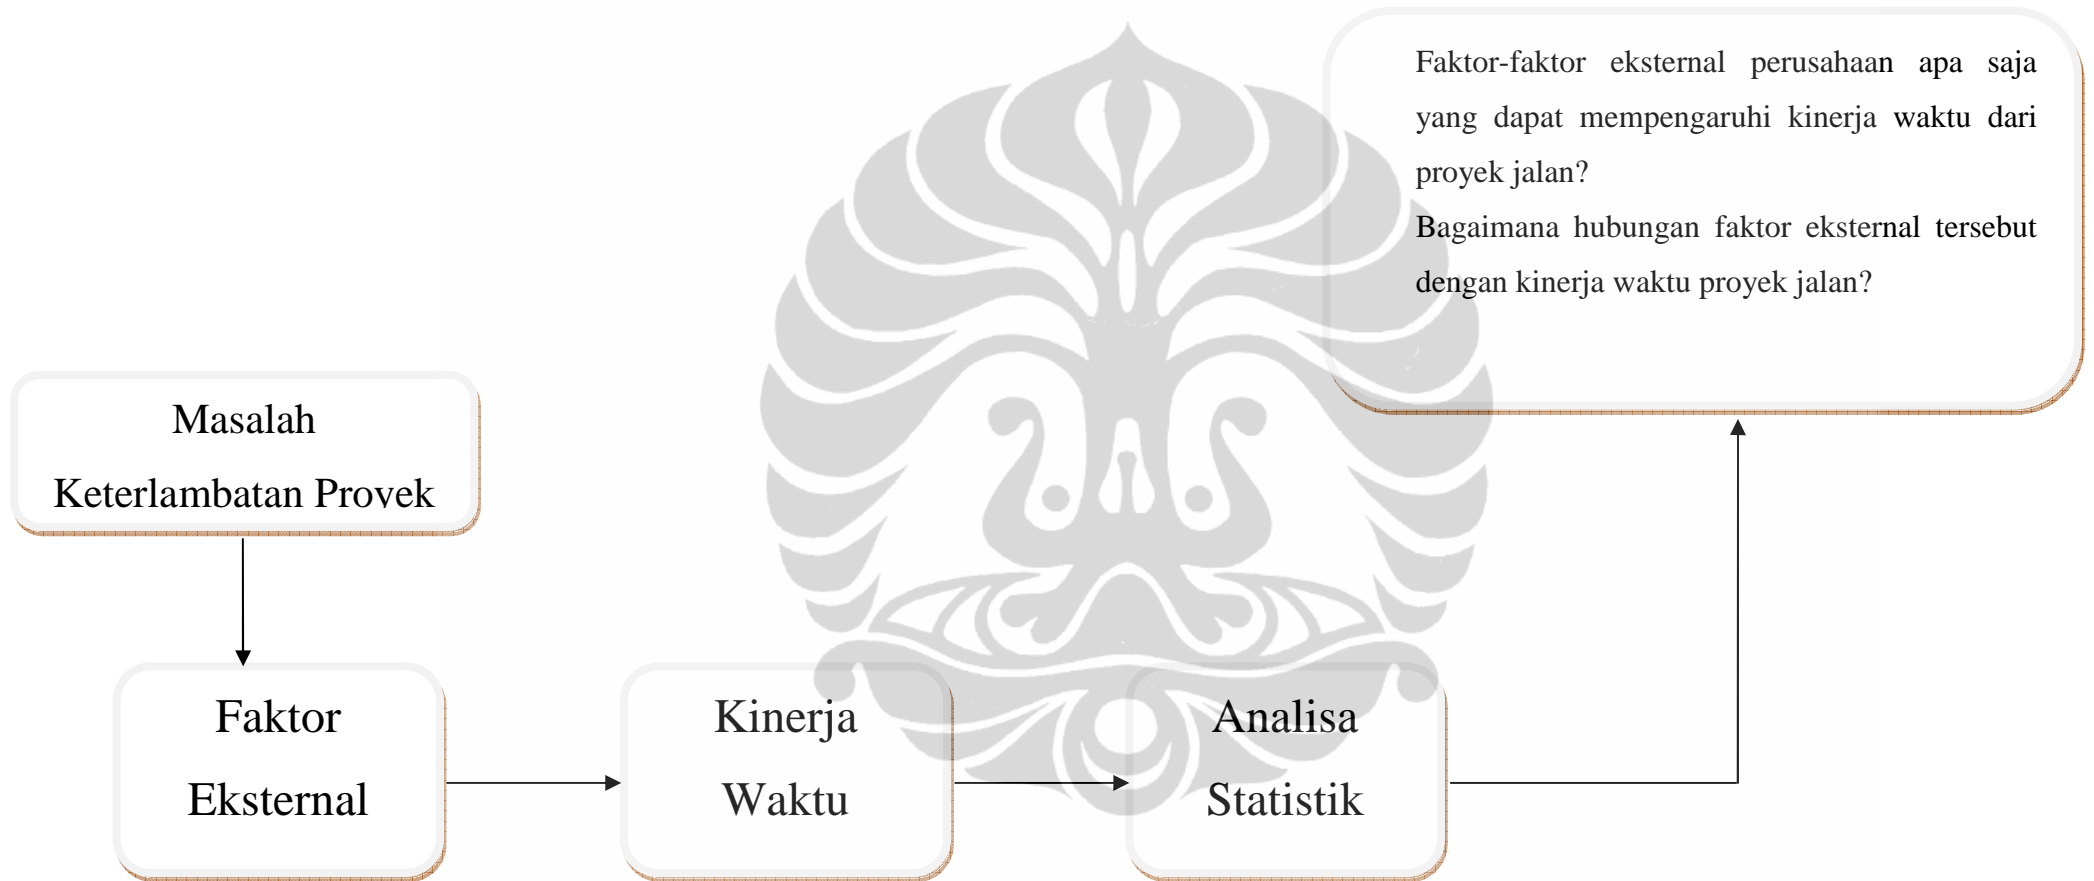 Faktor-faktor eksternal perusahaan apa saja
yang dapat mempengaruhi kinerja waktu dari
proyek jalan?
Bagaimana hubungan faktor eksternal tersebut
dengan kinerja waktu proyek jalan?
Masalah
Keterlambatan Proyek
Faktor
Eksternal
Kinerja
Waktu
Analisa
Statistik